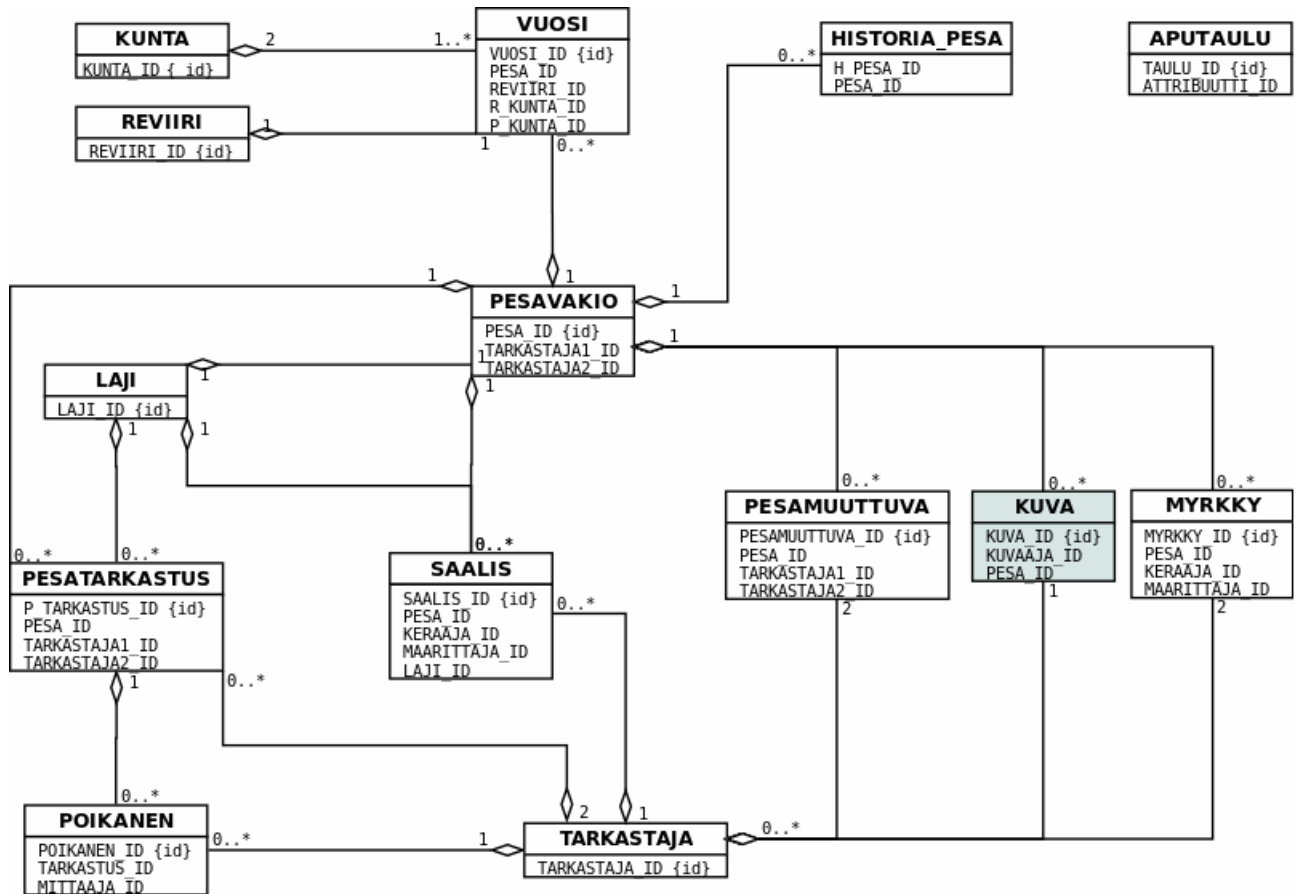 KUNTA
KUNTA_ID {_id}
2
1..*
VUOSI
VUOSI_ID {id}
PESA_ID
REVIIRI_ID
R_KUNTA_ID
P_KUNTA_ID
HISTORIA_PESA
H_PESA_ID
PESA_ID
0..*
APUTAULU
TAULU_ID {id}
ATTRIBUUTTI_ID
REVIIRI
REVIIRI_ID {id}
1
1
0..*
1
1
1
PESAVAKIO
PESA_ID {id}
TARKASTAJA1_ID
TARKASTAJA2_ID
1
1
1
LAJI
LAJI_ID {id}
1
1
1
1
0..*
0..*
PESATARKASTUS
P_TARKASTUS_ID {id}
PESA_ID
TARKASTAJA1_ID
TARKASTAJA2_ID
0..*
SAALIS
SAALIS_ID {id}
PESA_ID
KERAAJA_ID
MAARITTAJA_ID
LAJI_ID
0..*
0..*
PESAMUUTTUVA
PESAMUUTTUVA_ID {id}
PESA_ID
TARKASTAJA1_ID
TARKASTAJA2_ID
2
0..*
KUVA
KUVA_ID {id}
KUVAAJA_ID
PESA_ID
1
0..*
MYRKKY
MYRKKY_ID {id}
PESA_ID
KERAAJA_ID
MAARITTAJA_ID
2
1
0..*
0..*
POIKANEN
POIKANEN_ID {id}
TARKASTUS_ID
MITTAAJA_ID
0..*
1
2
1
TARKASTAJA
TARKASTAJA_ID {id}
0..*